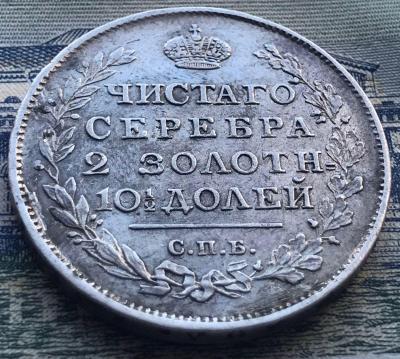 ЧИСТАГО
СЕРЕБРА
2 ЗОЛОТН
10½ ДОЛЕЙ
С.П.Б.